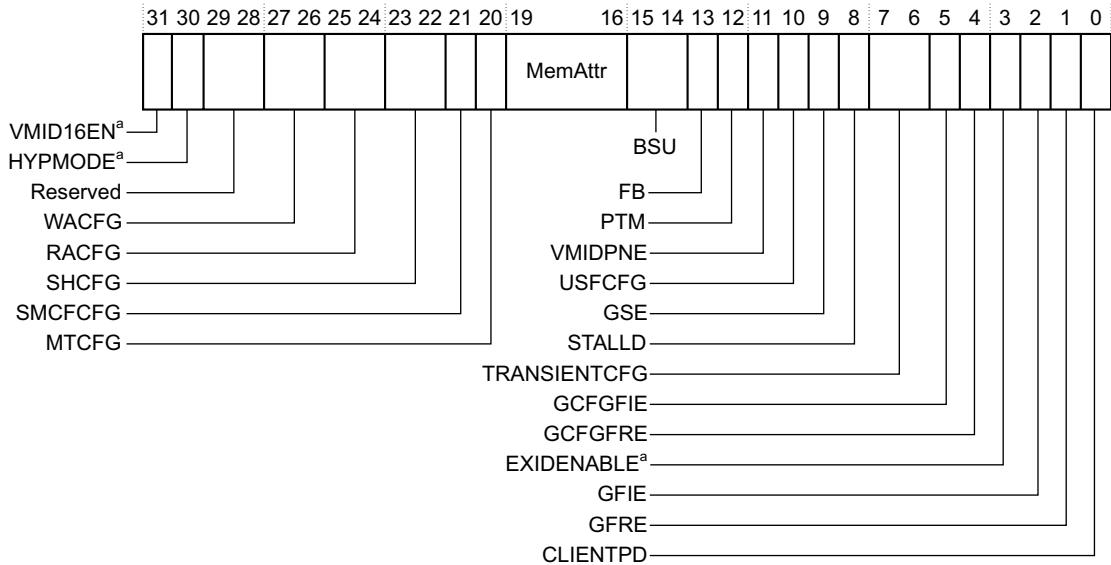 31 30 29 28 27 26 25 24 23 22 21 20 19 16 15 14 13 12 11 10 9 8 7 6 5 4 3 2 1 0
MemAttr
VMID16ENa
HYPMODEa
Reserved
WACFG
RACFG
SHCFG
SMCFCFG
MTCFG
BSU
FB
PTM
VMIDPNE
USFCFG
GSE
STALLD
TRANSIENTCFG
GCFGFIE
GCFGFRE
EXIDENABLEa
GFIE
GFRE
CLIENTPD